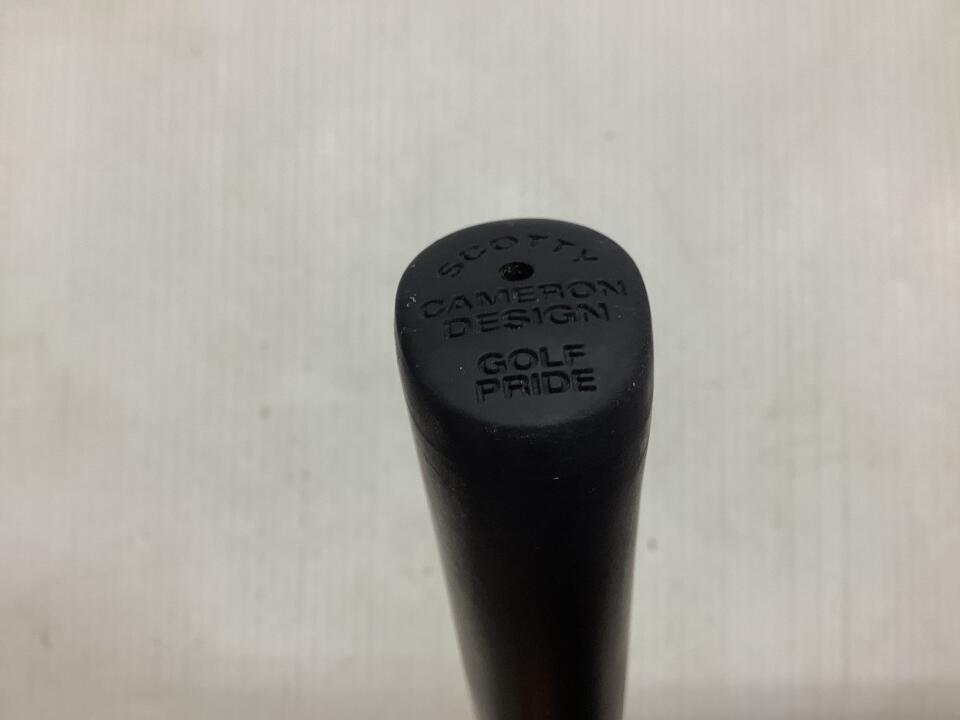 SCOTTY
CAMERON
DESIGN
GOLF
PRIDE